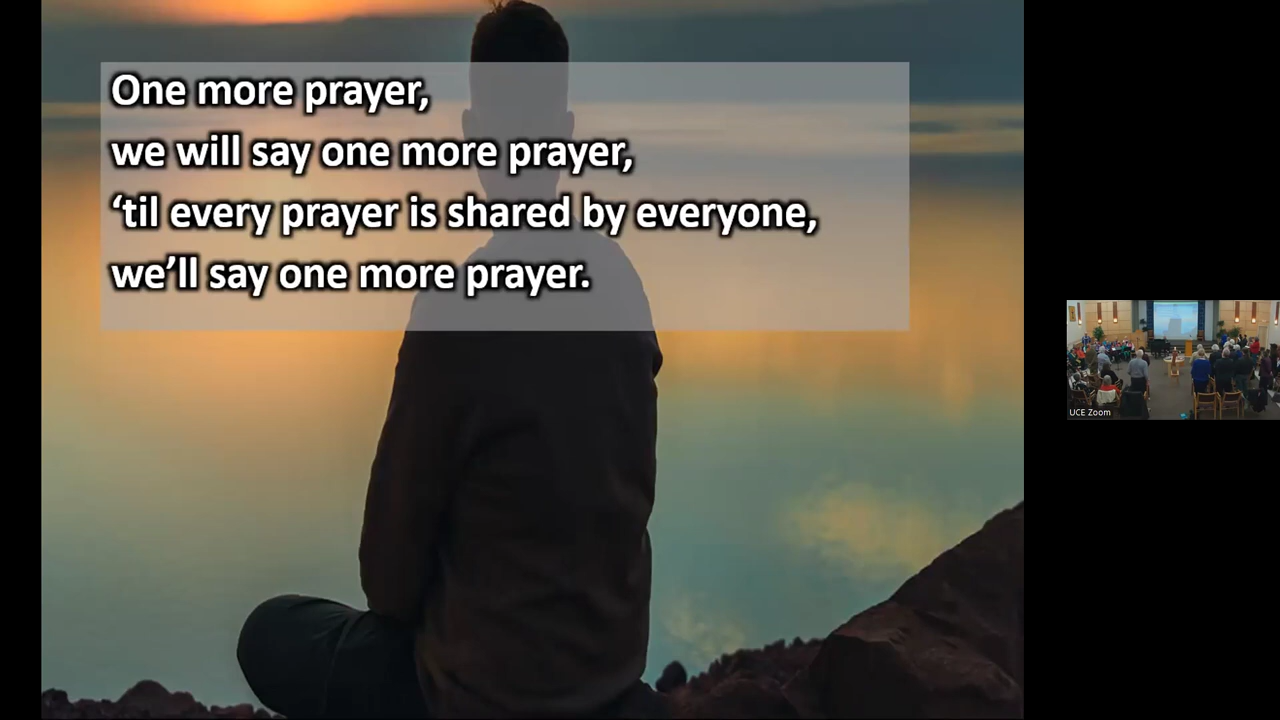 One more prayer,
we will say one more prayer,
‘til every prayer is shared by everyone,
we’ll say one more prayer.
UCE Zoom